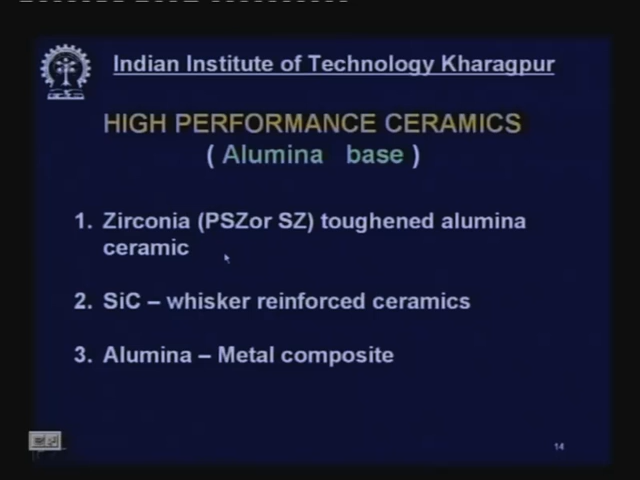 Indian Institute of Technology Kharagpur
HIGH PERFORMANCE CERAMICS
( Alumina base )
1. Zirconia (PSZor SZ) toughened alumina
ceramic
2. SiC – whisker reinforced ceramics
3. Alumina – Metal composite
14